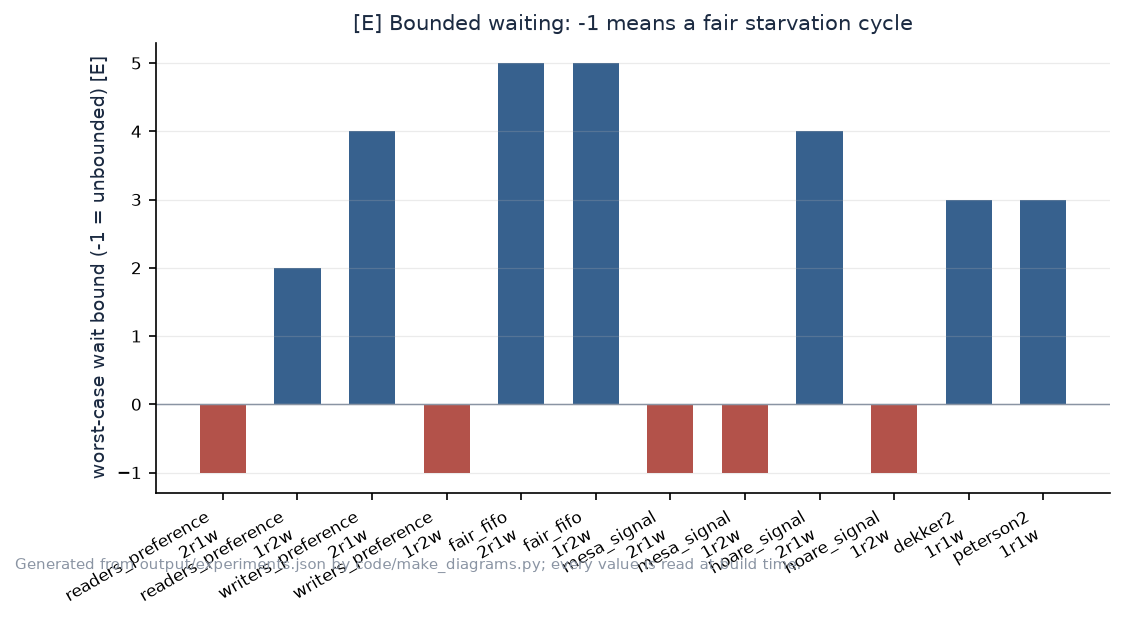 [E] Bounded waiting: -1 means a fair starvation cycle
worst-case wait bound (-1 = unbounded) [E]
5
4
3
2
1
0
−1
readers_preference
2r1w
readers_preference
1r2w
writers_preference
2r1w
writers_preference
1r2w
fair_fifo
2r1w
fair_fifo
1r2w
mesa_signal
2r1w
mesa_signal
1r2w
hoare_signal
2r1w
hoare_signal
1r2w
dekker2
1r1w
peterson2
1r1w
Generated from output/experiments.json by code/make_diagrams.py; every value is read at build time.